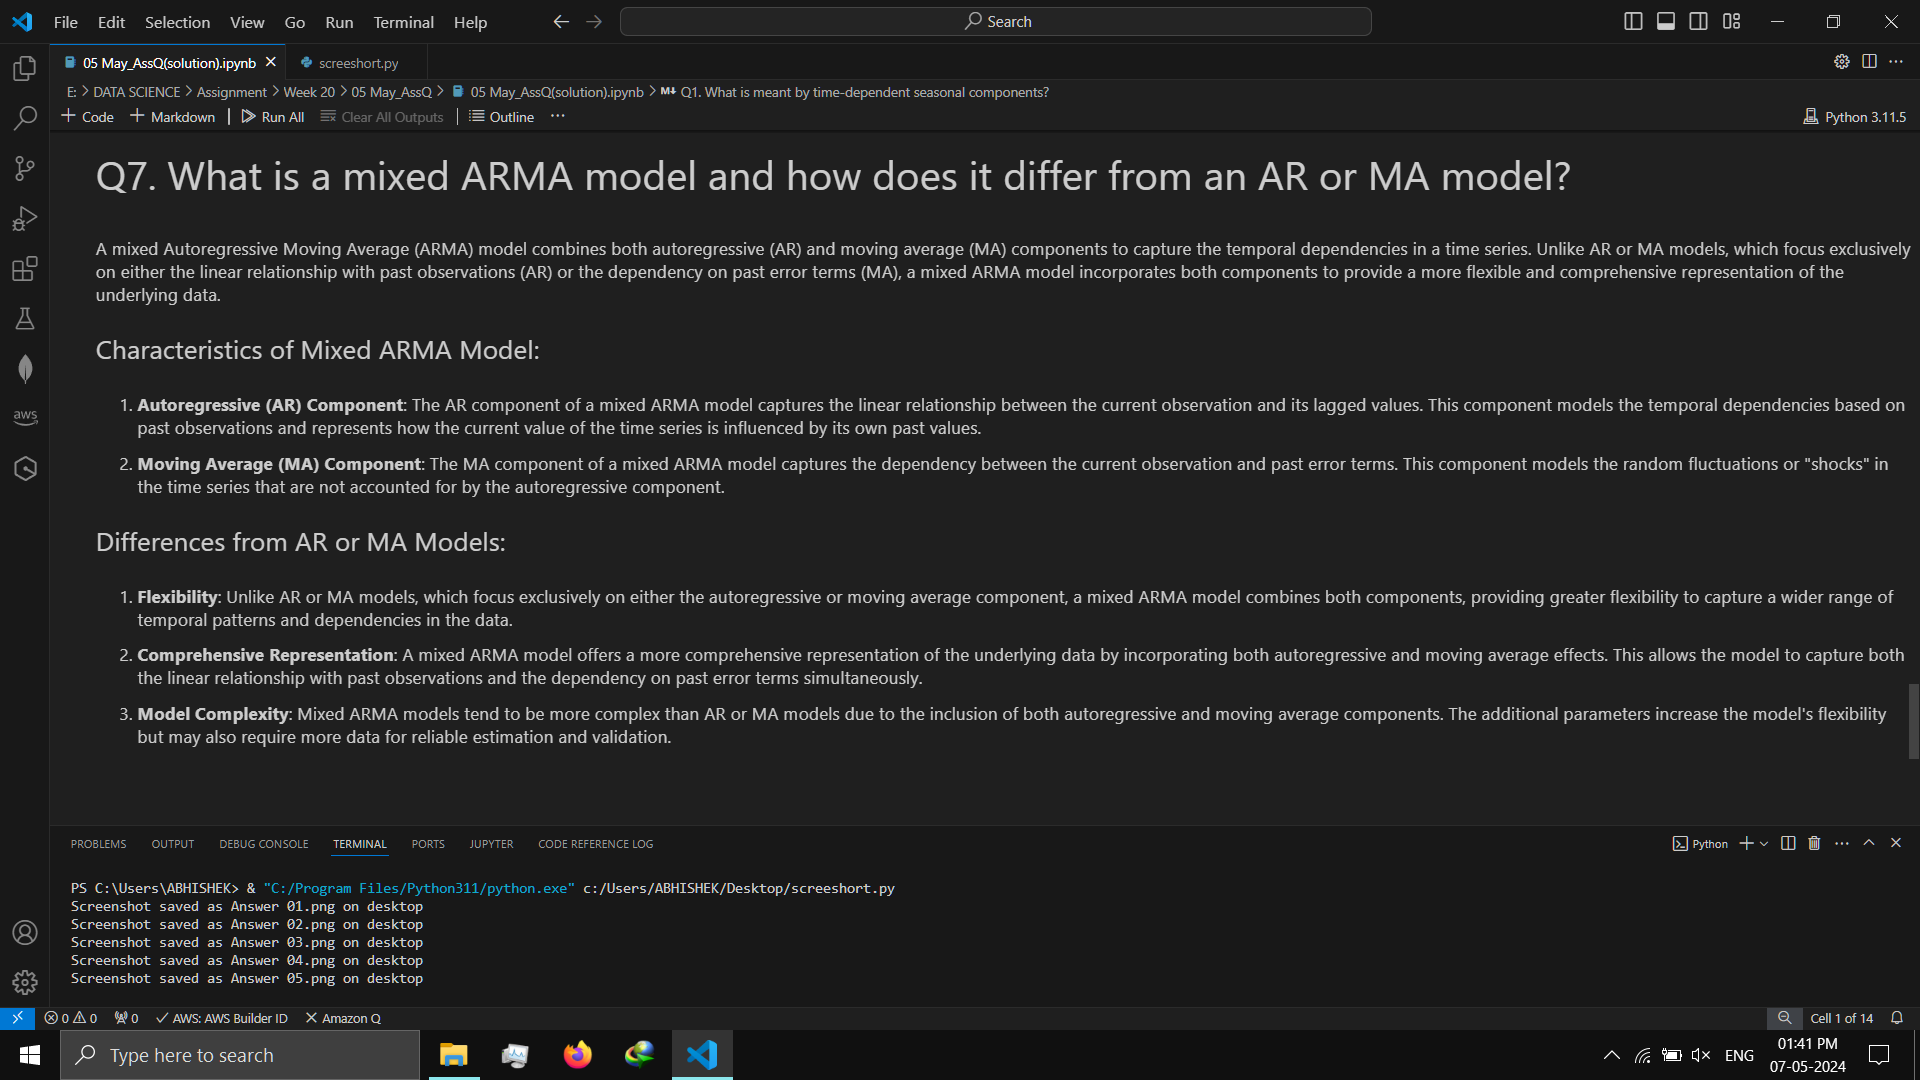 File Edit Selection View Go Run Terminal Help Search
05 May_AssQ(solution).ipynb screeshort.py
E: > DATA SCIENCE > Assignment > Week 20 > 05 May_AssQ > 05 May_AssQ(solution).ipynb > M↓ Q1. What is meant by time-dependent seasonal components?
+ Code + Markdown | Run All Clear All Outputs | Outline ... Python 3.11.5
Q7. What is a mixed ARMA model and how does it differ from an AR or MA model?
A mixed Autoregressive Moving Average (ARMA) model combines both autoregressive (AR) and moving average (MA) components to capture the temporal dependencies in a time series. Unlike AR or MA models, which focus exclusively
on either the linear relationship with past observations (AR) or the dependency on past error terms (MA), a mixed ARMA model incorporates both components to provide a more flexible and comprehensive representation of the
underlying data.
Characteristics of Mixed ARMA Model:
1. Autoregressive (AR) Component: The AR component of a mixed ARMA model captures the linear relationship between the current observation and its lagged values. This component models the temporal dependencies based on
past observations and represents how the current value of the time series is influenced by its own past values.
2. Moving Average (MA) Component: The MA component of a mixed ARMA model captures the dependency between the current observation and past error terms. This component models the random fluctuations or "shocks" in
the time series that are not accounted for by the autoregressive component.
Differences from AR or MA Models:
1. Flexibility: Unlike AR or MA models, which focus exclusively on either the autoregressive or moving average component, a mixed ARMA model combines both components, providing greater flexibility to capture a wider range of
temporal patterns and dependencies in the data.
2. Comprehensive Representation: A mixed ARMA model offers a more comprehensive representation of the underlying data by incorporating both autoregressive and moving average effects. This allows the model to capture both
the linear relationship with past observations and the dependency on past error terms simultaneously.
3. Model Complexity: Mixed ARMA models tend to be more complex than AR or MA models due to the inclusion of both autoregressive and moving average components. The additional parameters increase the model's flexibility
but may also require more data for reliable estimation and validation.
PROBLEMS OUTPUT DEBUG CONSOLE TERMINAL PORTS JUPYTER CODE REFERENCE LOG Python
PS C:\Users\ABHISHEK> & "C:/Program Files/Python311/python.exe" c:/Users/ABHISHEK/Desktop/screeshort.py
Screenshot saved as Answer 01.png on desktop
Screenshot saved as Answer 02.png on desktop
Screenshot saved as Answer 03.png on desktop
Screenshot saved as Answer 04.png on desktop
Screenshot saved as Answer 05.png on desktop
aws
0 0 0 AWS: AWS Builder ID Amazon Q Cell 1 of 14
Type here to search ENG 01:41 PM
07-05-2024